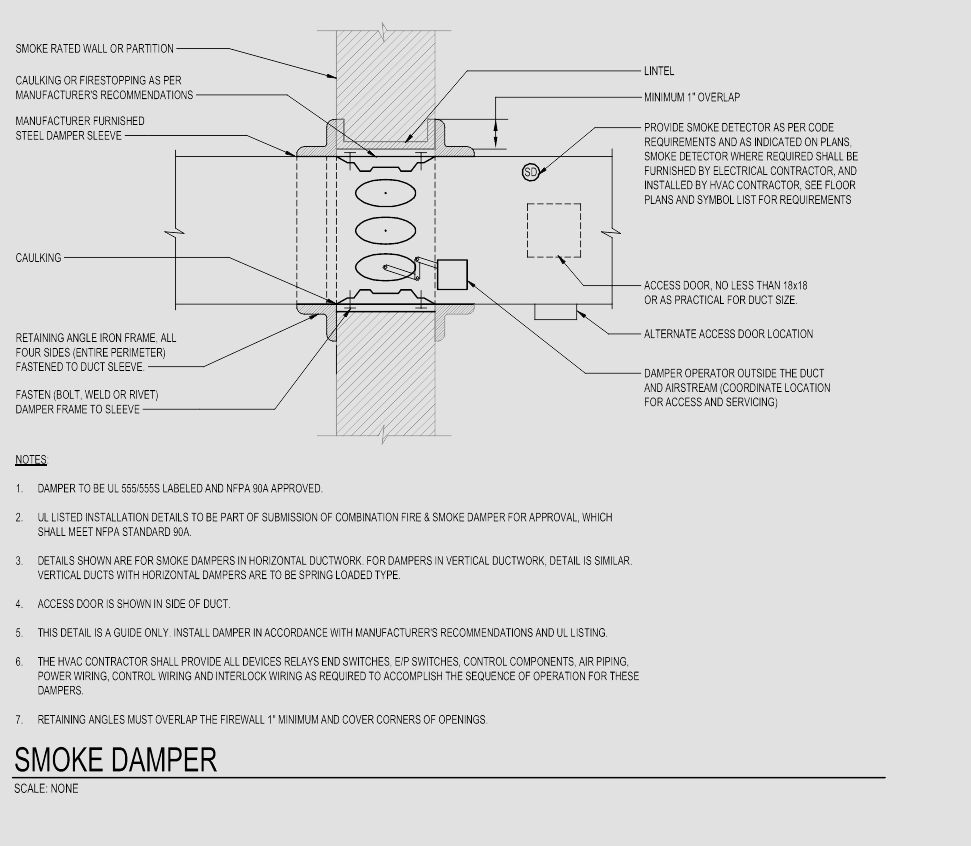 SMOKE RATED WALL OR PARTITION
CAULKING OR FIRESTOPPING AS PER
MANUFACTURER'S RECOMMENDATIONS
MANUFACTURER FURNISHED
STEEL DAMPER SLEEVE
CAULKING
RETAINING ANGLE IRON FRAME, ALL
FOUR SIDES (ENTIRE PERIMETER)
FASTENED TO DUCT SLEEVE.
FASTEN (BOLT, WELD OR RIVET)
DAMPER FRAME TO SLEEVE
LINTEL
MINIMUM 1" OVERLAP
PROVIDE SMOKE DETECTOR AS PER CODE
REQUIREMENTS AND AS INDICATED ON PLANS,
SMOKE DETECTOR WHERE REQUIRED SHALL BE
FURNISHED BY ELECTRICAL CONTRACTOR, AND
INSTALLED BY HVAC CONTRACTOR, SEE FLOOR
PLANS AND SYMBOL LIST FOR REQUIREMENTS
SD
ACCESS DOOR, NO LESS THAN 18x18
OR AS PRACTICAL FOR DUCT SIZE.
ALTERNATE ACCESS DOOR LOCATION
DAMPER OPERATOR OUTSIDE THE DUCT
AND AIRSTREAM (COORDINATE LOCATION
FOR ACCESS AND SERVICING)
NOTES:
1. DAMPER TO BE UL 555/555S LABELED AND NFPA 90A APPROVED.
2. UL LISTED INSTALLATION DETAILS TO BE PART OF SUBMISSION OF COMBINATION FIRE & SMOKE DAMPER FOR APPROVAL, WHICH
SHALL MEET NFPA STANDARD 90A.
3. DETAILS SHOWN ARE FOR SMOKE DAMPERS IN HORIZONTAL DUCTWORK. FOR DAMPERS IN VERTICAL DUCTWORK, DETAIL IS SIMILAR.
VERTICAL DUCTS WITH HORIZONTAL DAMPERS ARE TO BE SPRING LOADED TYPE.
4. ACCESS DOOR IS SHOWN IN SIDE OF DUCT.
5. THIS DETAIL IS A GUIDE ONLY. INSTALL DAMPER IN ACCORDANCE WITH MANUFACTURER'S RECOMMENDATIONS AND UL LISTING.
6. THE HVAC CONTRACTOR SHALL PROVIDE ALL DEVICES RELAYS END SWITCHES, E/P SWITCHES, CONTROL COMPONENTS, AIR PIPING,
POWER WIRING, CONTROL WIRING AND INTERLOCK WIRING AS REQUIRED TO ACCOMPLISH THE SEQUENCE OF OPERATION FOR THESE
DAMPERS.
7. RETAINING ANGLES MUST OVERLAP THE FIREWALL 1" MINIMUM AND COVER CORNERS OF OPENINGS.
SMOKE DAMPER
SCALE: NONE